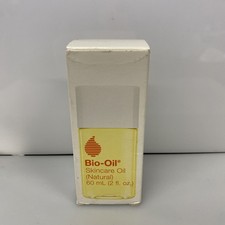 Bio-Oil®
Skincare Oil
(Natural)
60 mL (2 fl. oz.)